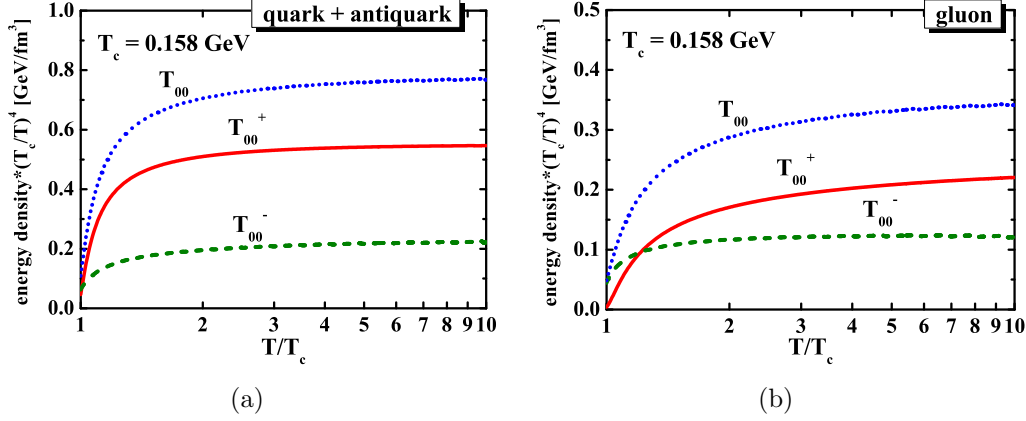 quark + antiquark
T_c = 0.158 GeV
T_00
T_00^+
T_00^-
energy density*(T_c/T)^4 [GeV/fm^3]
1.0
0.8
0.6
0.4
0.2
0.0
1 2 3 4 5 6 7 8 9 10
T/T_c
(a)
gluon
T_c = 0.158 GeV
T_00
T_00^+
T_00^-
energy density*(T_c/T)^4 [GeV/fm^3]
0.5
0.4
0.3
0.2
0.1
0.0
1 2 3 4 5 6 7 8 9 10
T/T_c
(b)